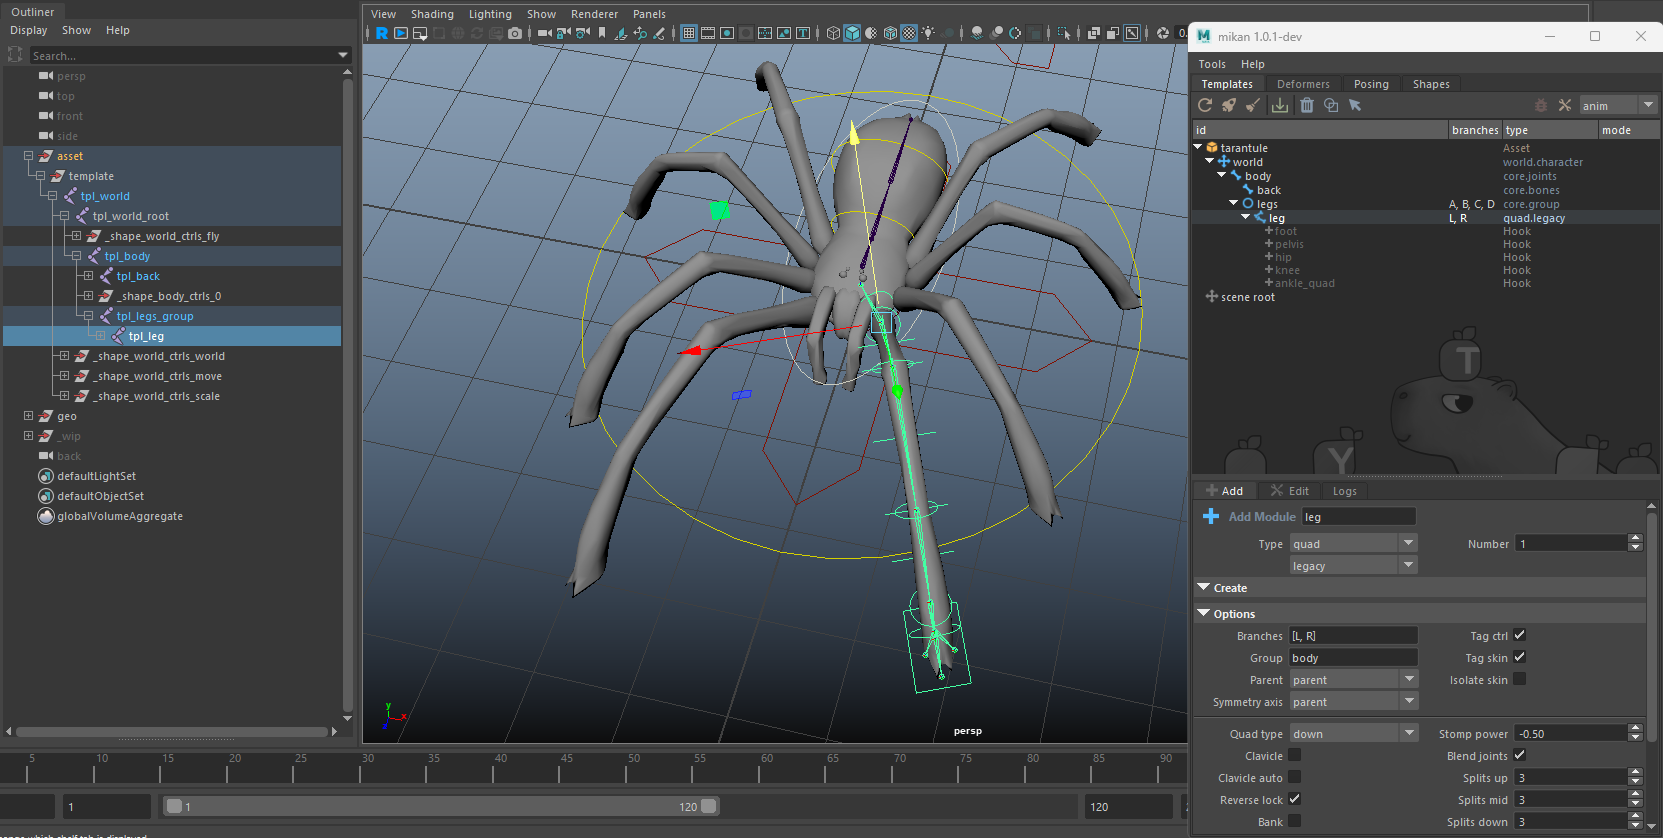 Outliner
Display Show Help
Search...
persp
top
front
side
asset
template
tpl_world
tpl_world_root
_shape_world_ctrls_fly
tpl_body
tpl_back
_shape_body_ctrls_0
tpl_legs_group
tpl_leg
_shape_world_ctrls_world
_shape_world_ctrls_move
_shape_world_ctrls_scale
geo
_wip
back
defaultLightSet
defaultObjectSet
globalVolumeAggregate
View Shading Lighting Show Renderer Panels
0.
y
x
persp
5 10 15 20 25 30 35 40 45 50 55 60 65 70 75 80 85 90
1 1 120 120
M mikan 1.0.1-dev
Tools Help
Templates Deformers Posing Shapes
anim
id branches type mode
tarantule Asset
world world.character
body core.joints
back core.bones
legs A, B, C, D core.group
leg L, R quad.legacy
foot Hook
pelvis Hook
hip Hook
knee Hook
ankle_quad Hook
scene root
T
Y
Add Edit Logs
Add Module leg
Type quad Number 1
legacy
Create
Options
Branches [L, R] Tag ctrl
Group body Tag skin
Parent parent Isolate skin
Symmetry axis parent
Quad type down Stomp power -0.50
Clavicle Blend joints
Clavicle auto Splits up 3
Reverse lock Splits mid 3
Bank Splits down 3